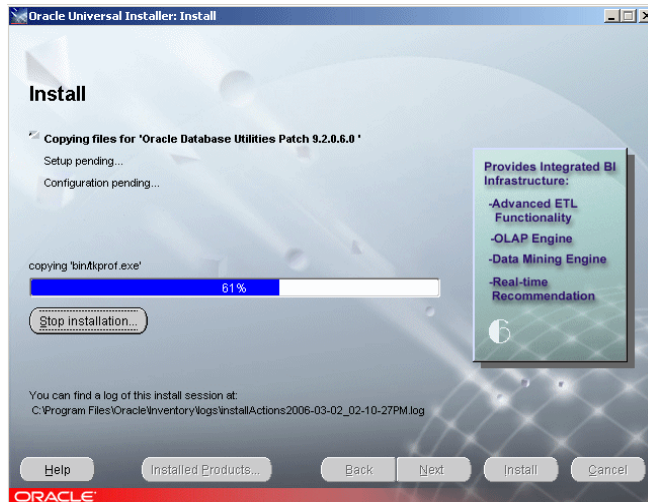 Oracle Universal Installer: Install
Install
Copying files for 'Oracle Database Utilities Patch 9.2.0.6.0 '
Setup pending...
Configuration pending...
copying 'bin/tkprof.exe'
61%
Stop installation...
Provides Integrated BI
Infrastructure:
-Advanced ETL
Functionality
-OLAP Engine
-Data Mining Engine
-Real-time
Recommendation
6
You can find a log of this install session at:
C:\Program Files\Oracle\Inventory\logs\installActions2006-03-02_02-10-27PM.log
Help
Installed Products...
Back
Next
Install
Cancel
ORACLE